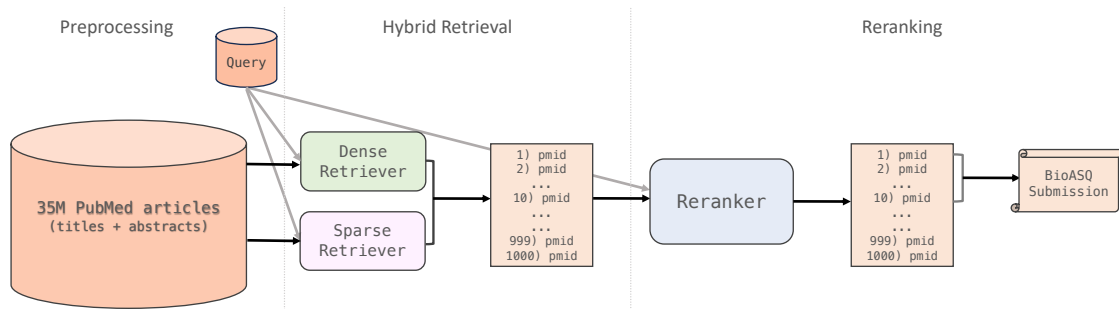 Preprocessing
Hybrid Retrieval
Reranking
Query
35M PubMed articles
(titles + abstracts)
Dense
Retriever
Sparse
Retriever
1) pmid
2) pmid
...
10) pmid
...
...
999) pmid
1000) pmid
Reranker
1) pmid
2) pmid
...
10) pmid
...
...
999) pmid
1000) pmid
BioASQ
Submission